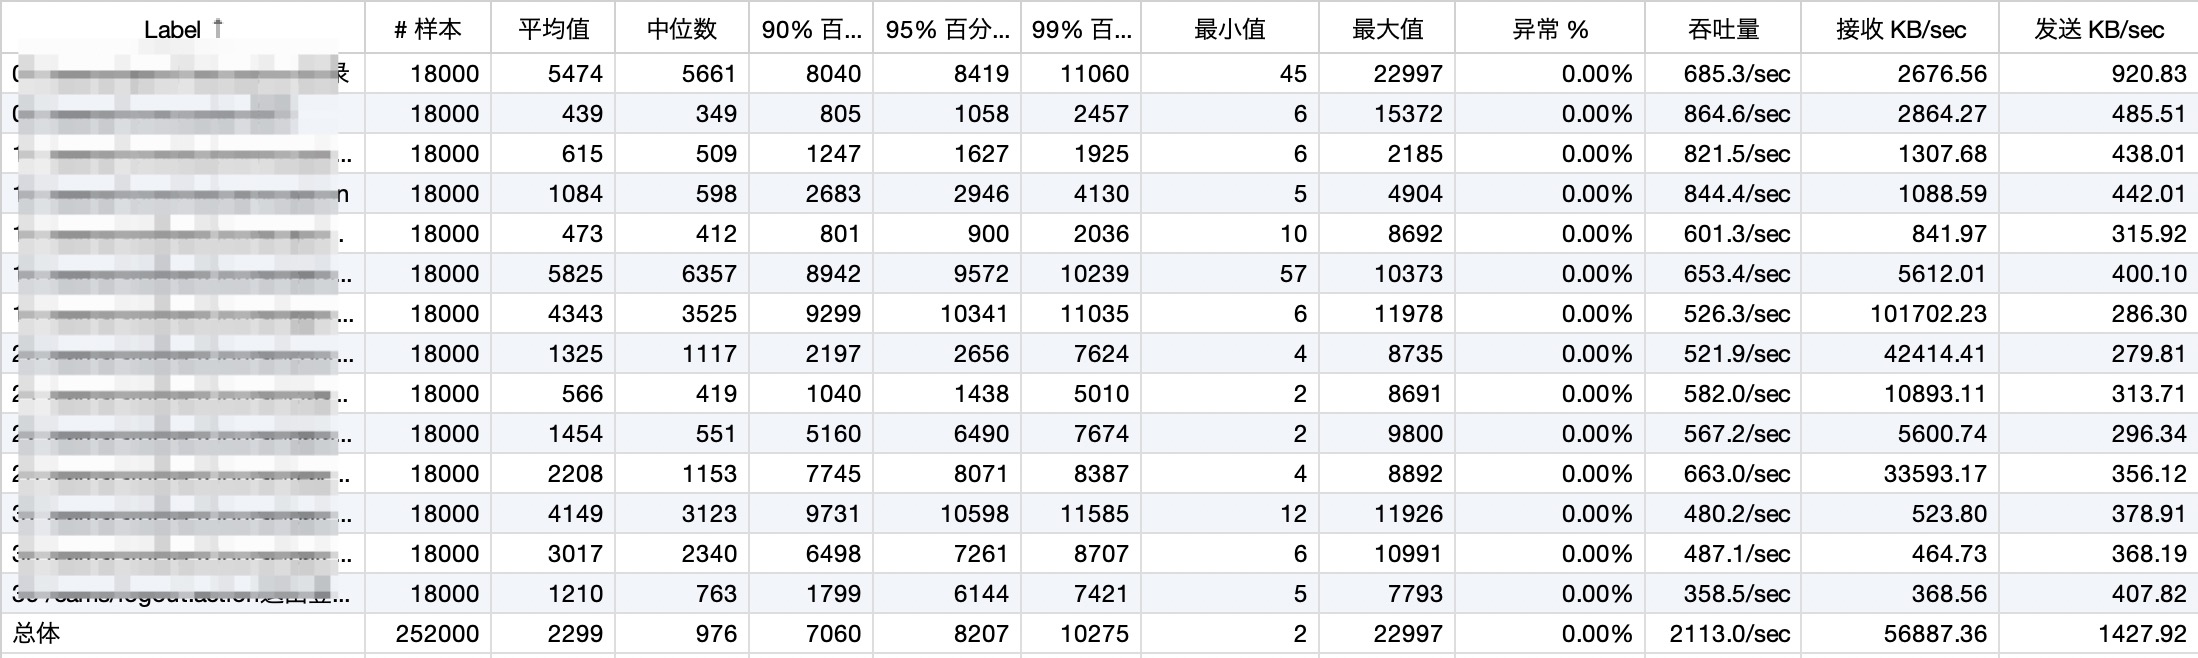 Label ↑ # 样本 平均值 中位数 90% 百... 95% 百分... 99% 百... 最小值 最大值 异常 % 吞吐量 接收 KB/sec 发送 KB/sec
录 18000 5474 5661 8040 8419 11060 45 22997 0.00% 685.3/sec 2676.56 920.83
18000 439 349 805 1058 2457 6 15372 0.00% 864.6/sec 2864.27 485.51
... 18000 615 509 1247 1627 1925 6 2185 0.00% 821.5/sec 1307.68 438.01
n 18000 1084 598 2683 2946 4130 5 4904 0.00% 844.4/sec 1088.59 442.01
18000 473 412 801 900 2036 10 8692 0.00% 601.3/sec 841.97 315.92
... 18000 5825 6357 8942 9572 10239 57 10373 0.00% 653.4/sec 5612.01 400.10
... 18000 4343 3525 9299 10341 11035 6 11978 0.00% 526.3/sec 101702.23 286.30
... 18000 1325 1117 2197 2656 7624 4 8735 0.00% 521.9/sec 42414.41 279.81
... 18000 566 419 1040 1438 5010 2 8691 0.00% 582.0/sec 10893.11 313.71
... 18000 1454 551 5160 6490 7674 2 9800 0.00% 567.2/sec 5600.74 296.34
... 18000 2208 1153 7745 8071 8387 4 8892 0.00% 663.0/sec 33593.17 356.12
... 18000 4149 3123 9731 10598 11585 12 11926 0.00% 480.2/sec 523.80 378.91
... 18000 3017 2340 6498 7261 8707 6 10991 0.00% 487.1/sec 464.73 368.19
... 18000 1210 763 1799 6144 7421 5 7793 0.00% 358.5/sec 368.56 407.82
总体 252000 2299 976 7060 8207 10275 2 22997 0.00% 2113.0/sec 56887.36 1427.92